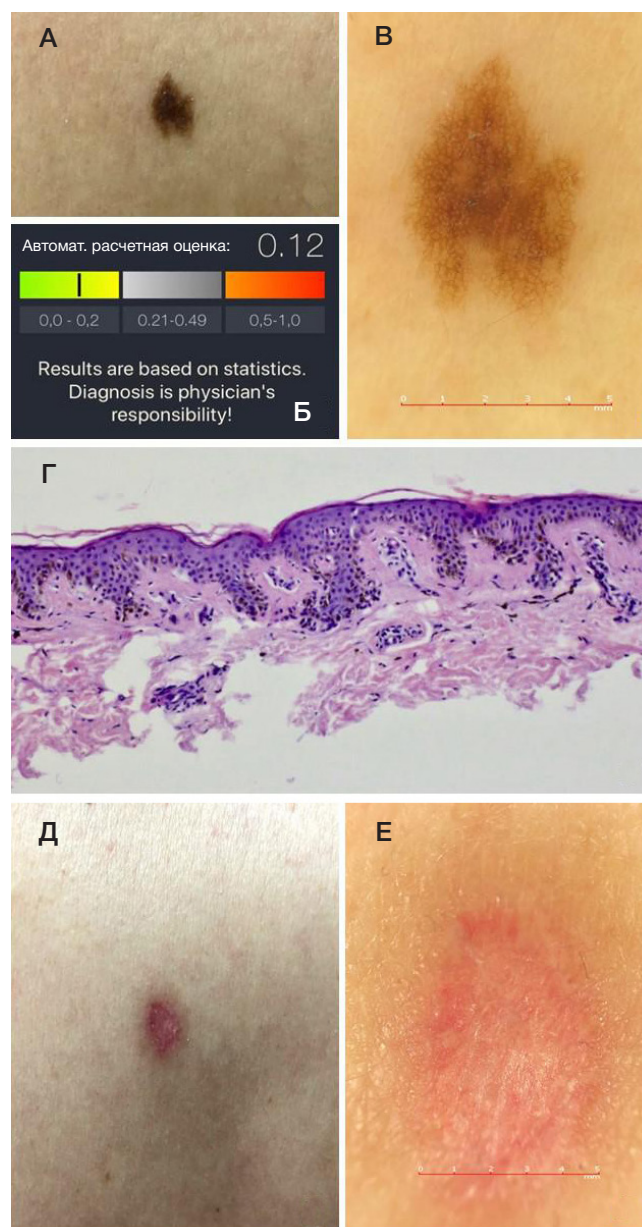 А
В
Автомат. расчетная оценка: 0.12
0,0 - 0,2 0.21-0.49 0,5-1,0
Results are based on statistics.
Diagnosis is physician's
responsibility!
Б
0 1 2 3 4 5
mm
Г
Д
Е
0 1 2 3 4 5
mm